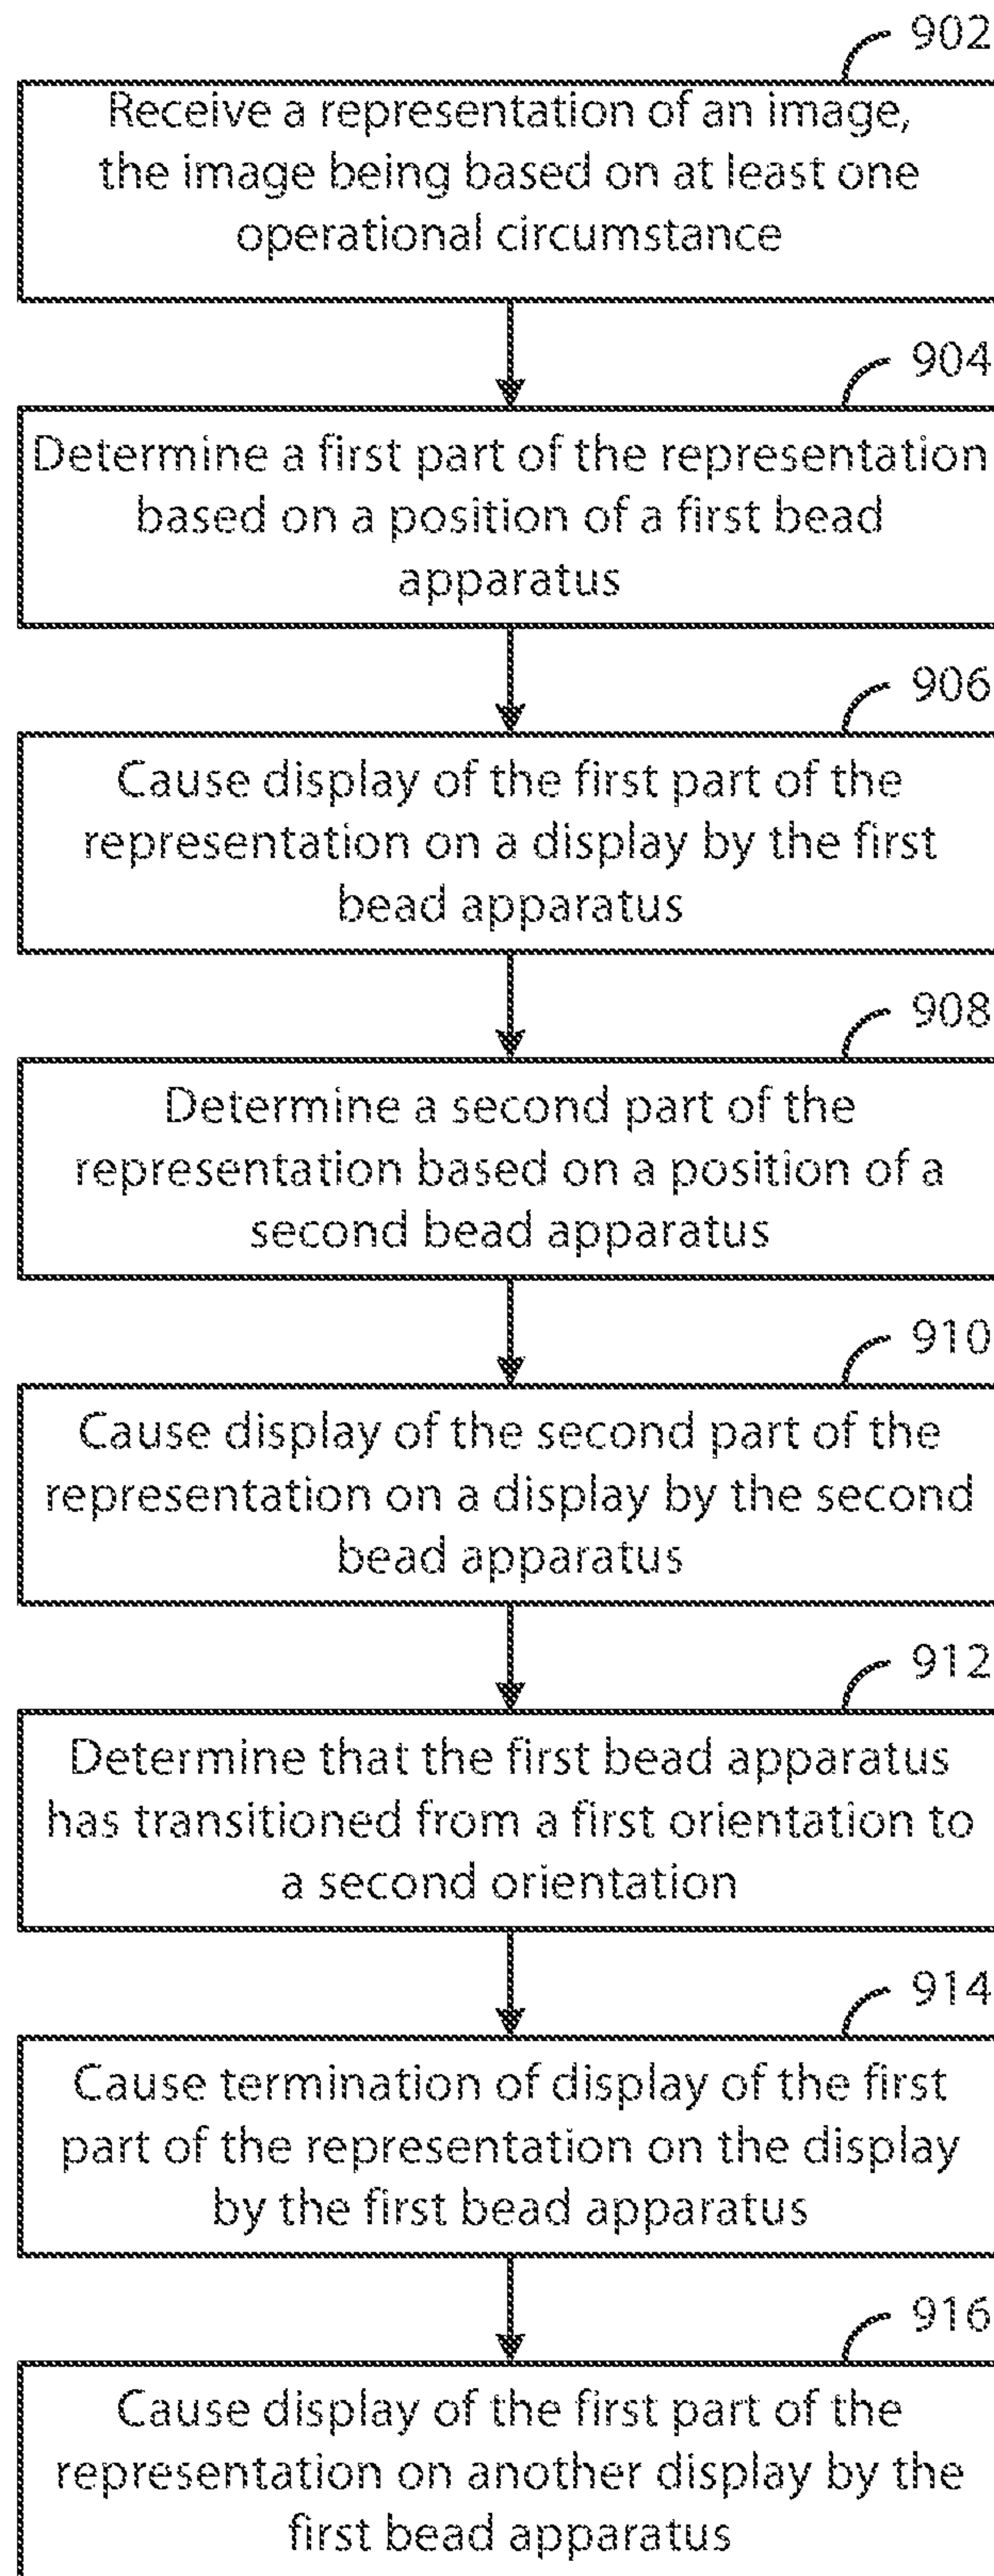 902
Receive a representation of an image,
the image being based on at least one
operational circumstance
904
Determine a first part of the representation
based on a position of a first bead
apparatus
906
Cause display of the first part of the
representation on a display by the first
bead apparatus
908
Determine a second part of the
representation based on a position of a
second bead apparatus
910
Cause display of the second part of the
representation on a display by the second
bead apparatus
912
Determine that the first bead apparatus
has transitioned from a first orientation to
a second orientation
914
Cause termination of display of the first
part of the representation on the display
by the first bead apparatus
916
Cause display of the first part of the
representation on another display by the
first bead apparatus